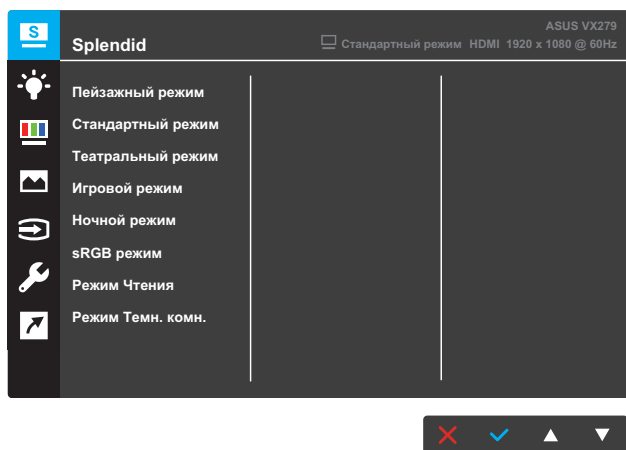 S
ASUS VX279
Splendid
Стандартный режим HDMI 1920 x 1080 @ 60Hz
Пейзажный режим
Стандартный режим
Театральный режим
Игровой режим
Ночной режим
sRGB режим
Режим Чтения
Режим Темн. комн.